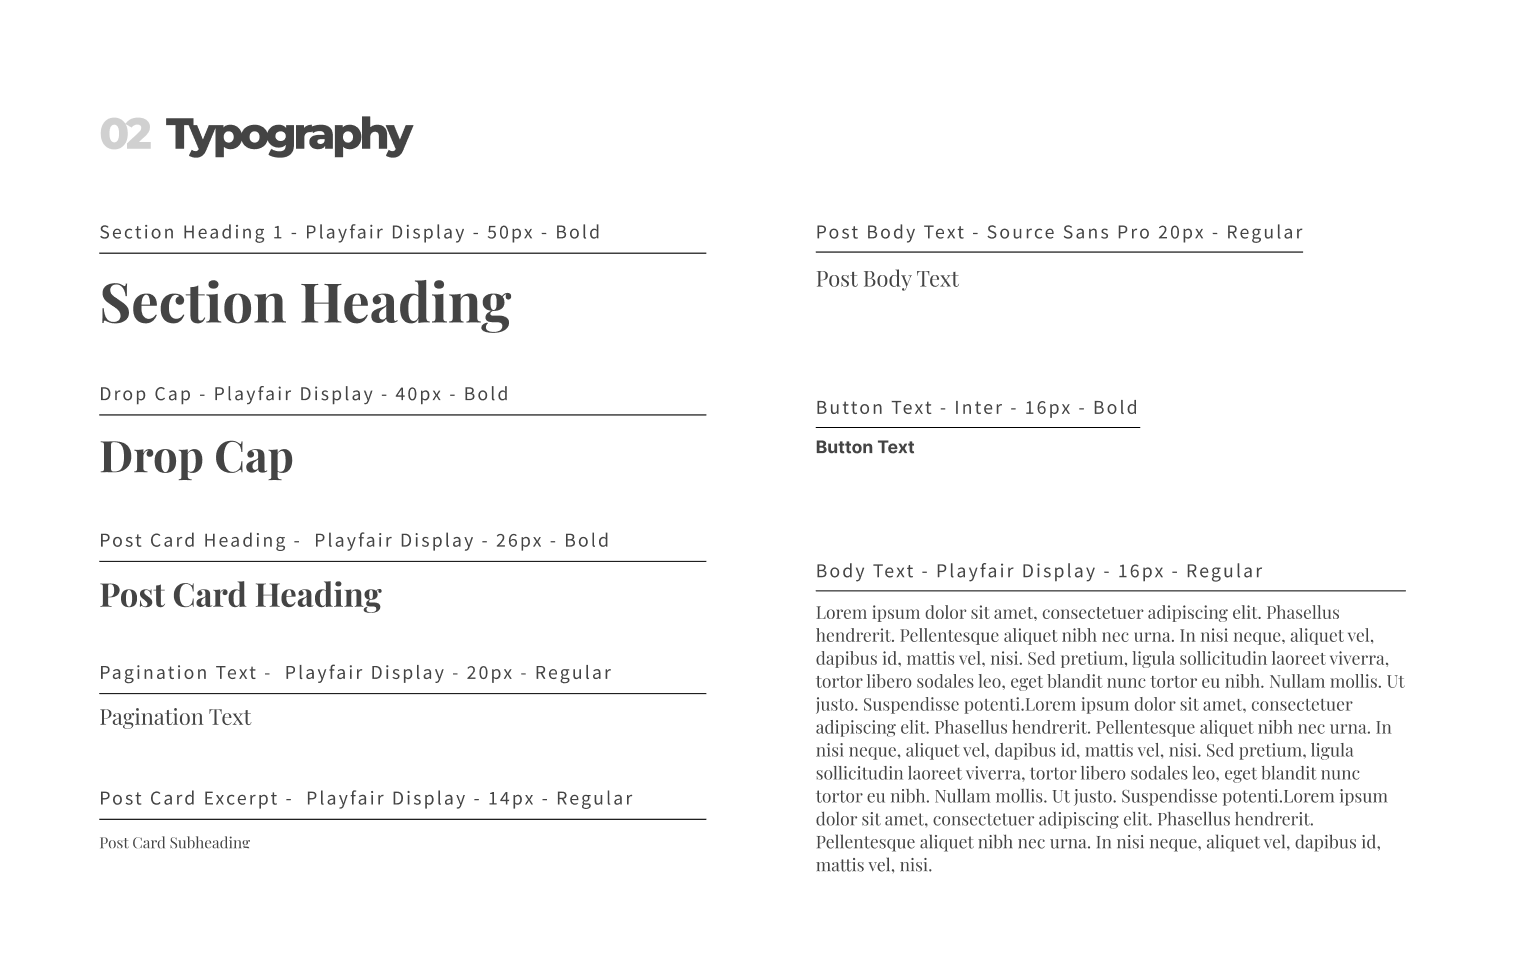 02 Typography
Section Heading 1 - Playfair Display - 50px - Bold
Section Heading
Drop Cap - Playfair Display - 40px - Bold
Drop Cap
Post Card Heading -  Playfair Display - 26px - Bold
Post Card Heading
Pagination Text -  Playfair Display - 20px - Regular
Pagination Text
Post Card Excerpt -  Playfair Display - 14px - Regular
Post Card Subheading
Post Body Text - Source Sans Pro 20px - Regular
Post Body Text
Button Text - Inter - 16px - Bold
Button Text
Body Text - Playfair Display - 16px - Regular
Lorem ipsum dolor sit amet, consectetuer adipiscing elit. Phasellus
hendrerit. Pellentesque aliquet nibh nec urna. In nisi neque, aliquet vel,
dapibus id, mattis vel, nisi. Sed pretium, ligula sollicitudin laoreet viverra,
tortor libero sodales leo, eget blandit nunc tortor eu nibh. Nullam mollis. Ut
justo. Suspendisse potenti.Lorem ipsum dolor sit amet, consectetuer
adipiscing elit. Phasellus hendrerit. Pellentesque aliquet nibh nec urna. In
nisi neque, aliquet vel, dapibus id, mattis vel, nisi. Sed pretium, ligula
sollicitudin laoreet viverra, tortor libero sodales leo, eget blandit nunc
tortor eu nibh. Nullam mollis. Ut justo. Suspendisse potenti.Lorem ipsum
dolor sit amet, consectetuer adipiscing elit. Phasellus hendrerit.
Pellentesque aliquet nibh nec urna. In nisi neque, aliquet vel, dapibus id,
mattis vel, nisi.